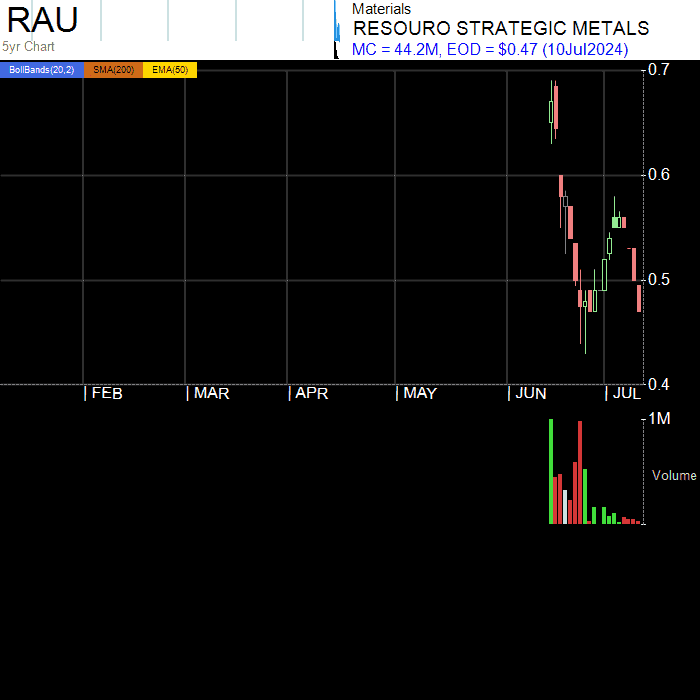 RAU
5yr Chart
Materials
RESOURO STRATEGIC METALS
MC = 44.2M, EOD = $0.47 (10Jul2024)
BollBands(20,2) SMA(200) EMA(50)
0.7
0.6
0.5
0.4
| FEB | MAR | APR | MAY | JUN | JUL
1M
Volume